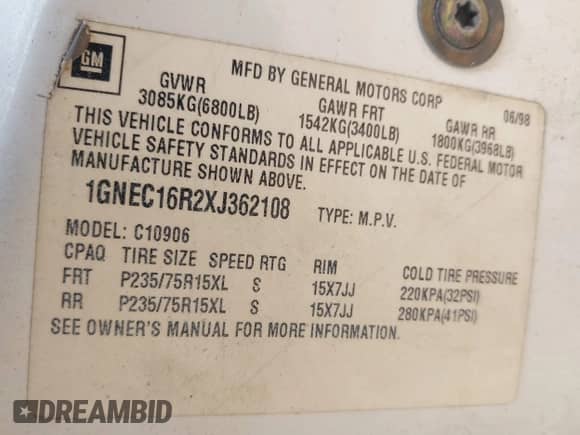 GM
MFD BY GENERAL MOTORS CORP
06/98
GVWR GAWR FRT GAWR RR
3085KG(6800LB) 1542KG(3400LB) 1800KG(3968LB)
THIS VEHICLE CONFORMS TO ALL APPLICABLE U.S. FEDERAL MOTOR
VEHICLE SAFETY STANDARDS IN EFFECT ON THE DATE OF
MANUFACTURE SHOWN ABOVE.
1GNEC16R2XJ362108 TYPE: M.P.V.
MODEL: C10906
CPAQ TIRE SIZE SPEED RTG RIM COLD TIRE PRESSURE
FRT P235/75R15XL S 15X7JJ 220KPA(32PSI)
RR P235/75R15XL S 15X7JJ 280KPA(41PSI)
SEE OWNER'S MANUAL FOR MORE INFORMATION.
DREAMBID